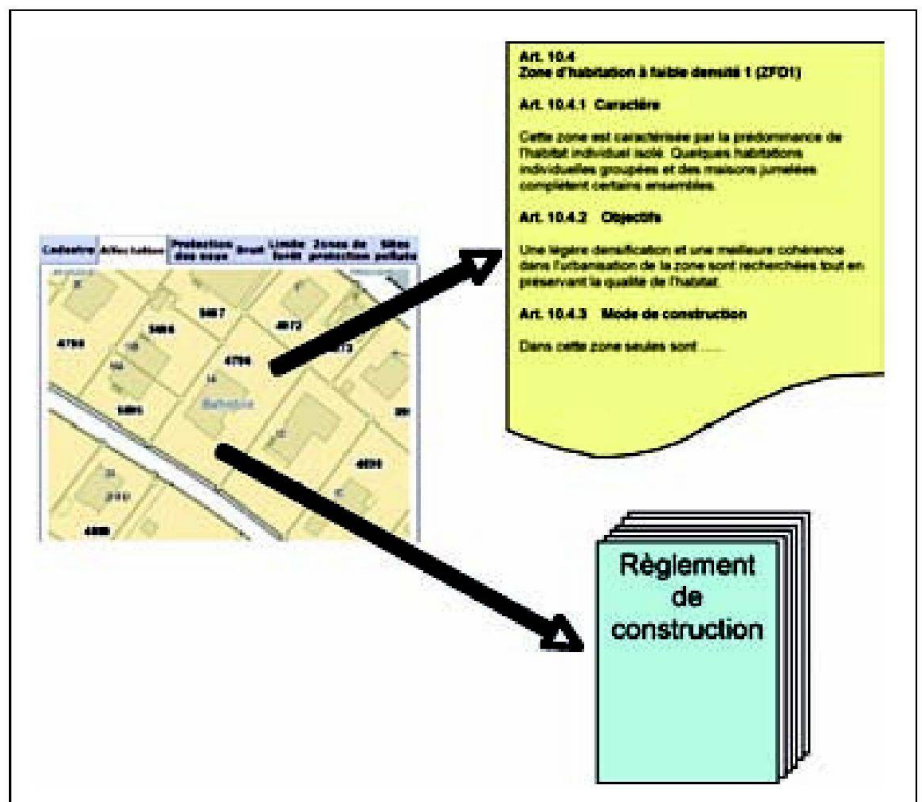 Art. 10.4
Zone d'habitation à faible densité 1 (ZFD1)
Art. 10.4.1 Caractère
Cette zone est caractérisée par la prédominance de
l'habitat individuel isolé. Quelques habitations
individuelles groupées et des maisons jumelées
complètent certains ensembles.
Art. 10.4.2 Objectifs
Une légère densification et une meilleure cohérence
dans l'urbanisation de la zone sont recherchées tout en
préservant la qualité de l'habitat.
Art. 10.4.3 Mode de construction
Dans cette zone seules sont ......
Cadastre Affectation Protection des eaux Bruit Limite forêt Zones de protection Sites pollués
4872
4796
Règlement
de
construction